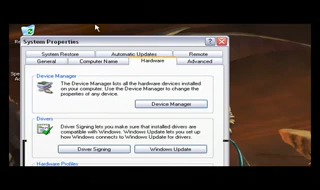 System Properties
System Restore
Automatic Updates
Remote
General
Computer Name
Hardware
Advanced
Device Manager
The Device Manager lists all the hardware devices installed
on your computer. Use the Device Manager to change the
properties of any device.
Device Manager
Drivers
Driver Signing lets you make sure that installed drivers are
compatible with Windows. Windows Update lets you set up
how Windows connects to Windows Update for drivers.
Driver Signing
Windows Update
Hardware Profiles